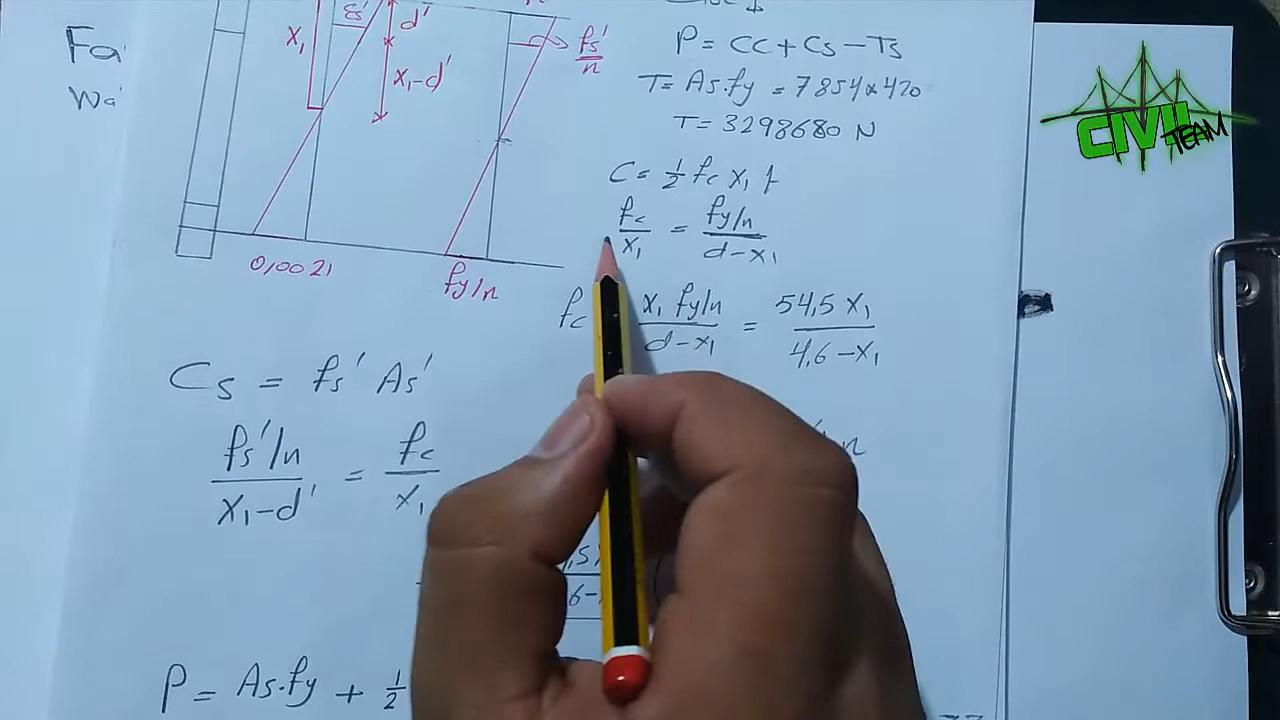 Fa
Wa
x₁
εs'
d'
x₁-d'
fs'/n
0,0021
fy/n
P = CC + Cs - Ts
T = As.fy = 7854 x 420
T = 3298680 N
C = 1/2 fc x₁ t
fc/x₁ = (fy/n)/(d-x₁)
fc (x₁ fy/n)/(d-x₁) = (54,5 x₁)/(4,6-x₁)
Cs = fs' As'
(fs'/n)/(x₁-d') = fc/x₁
P = As.fy + 1/2
CIVIL
TEAM